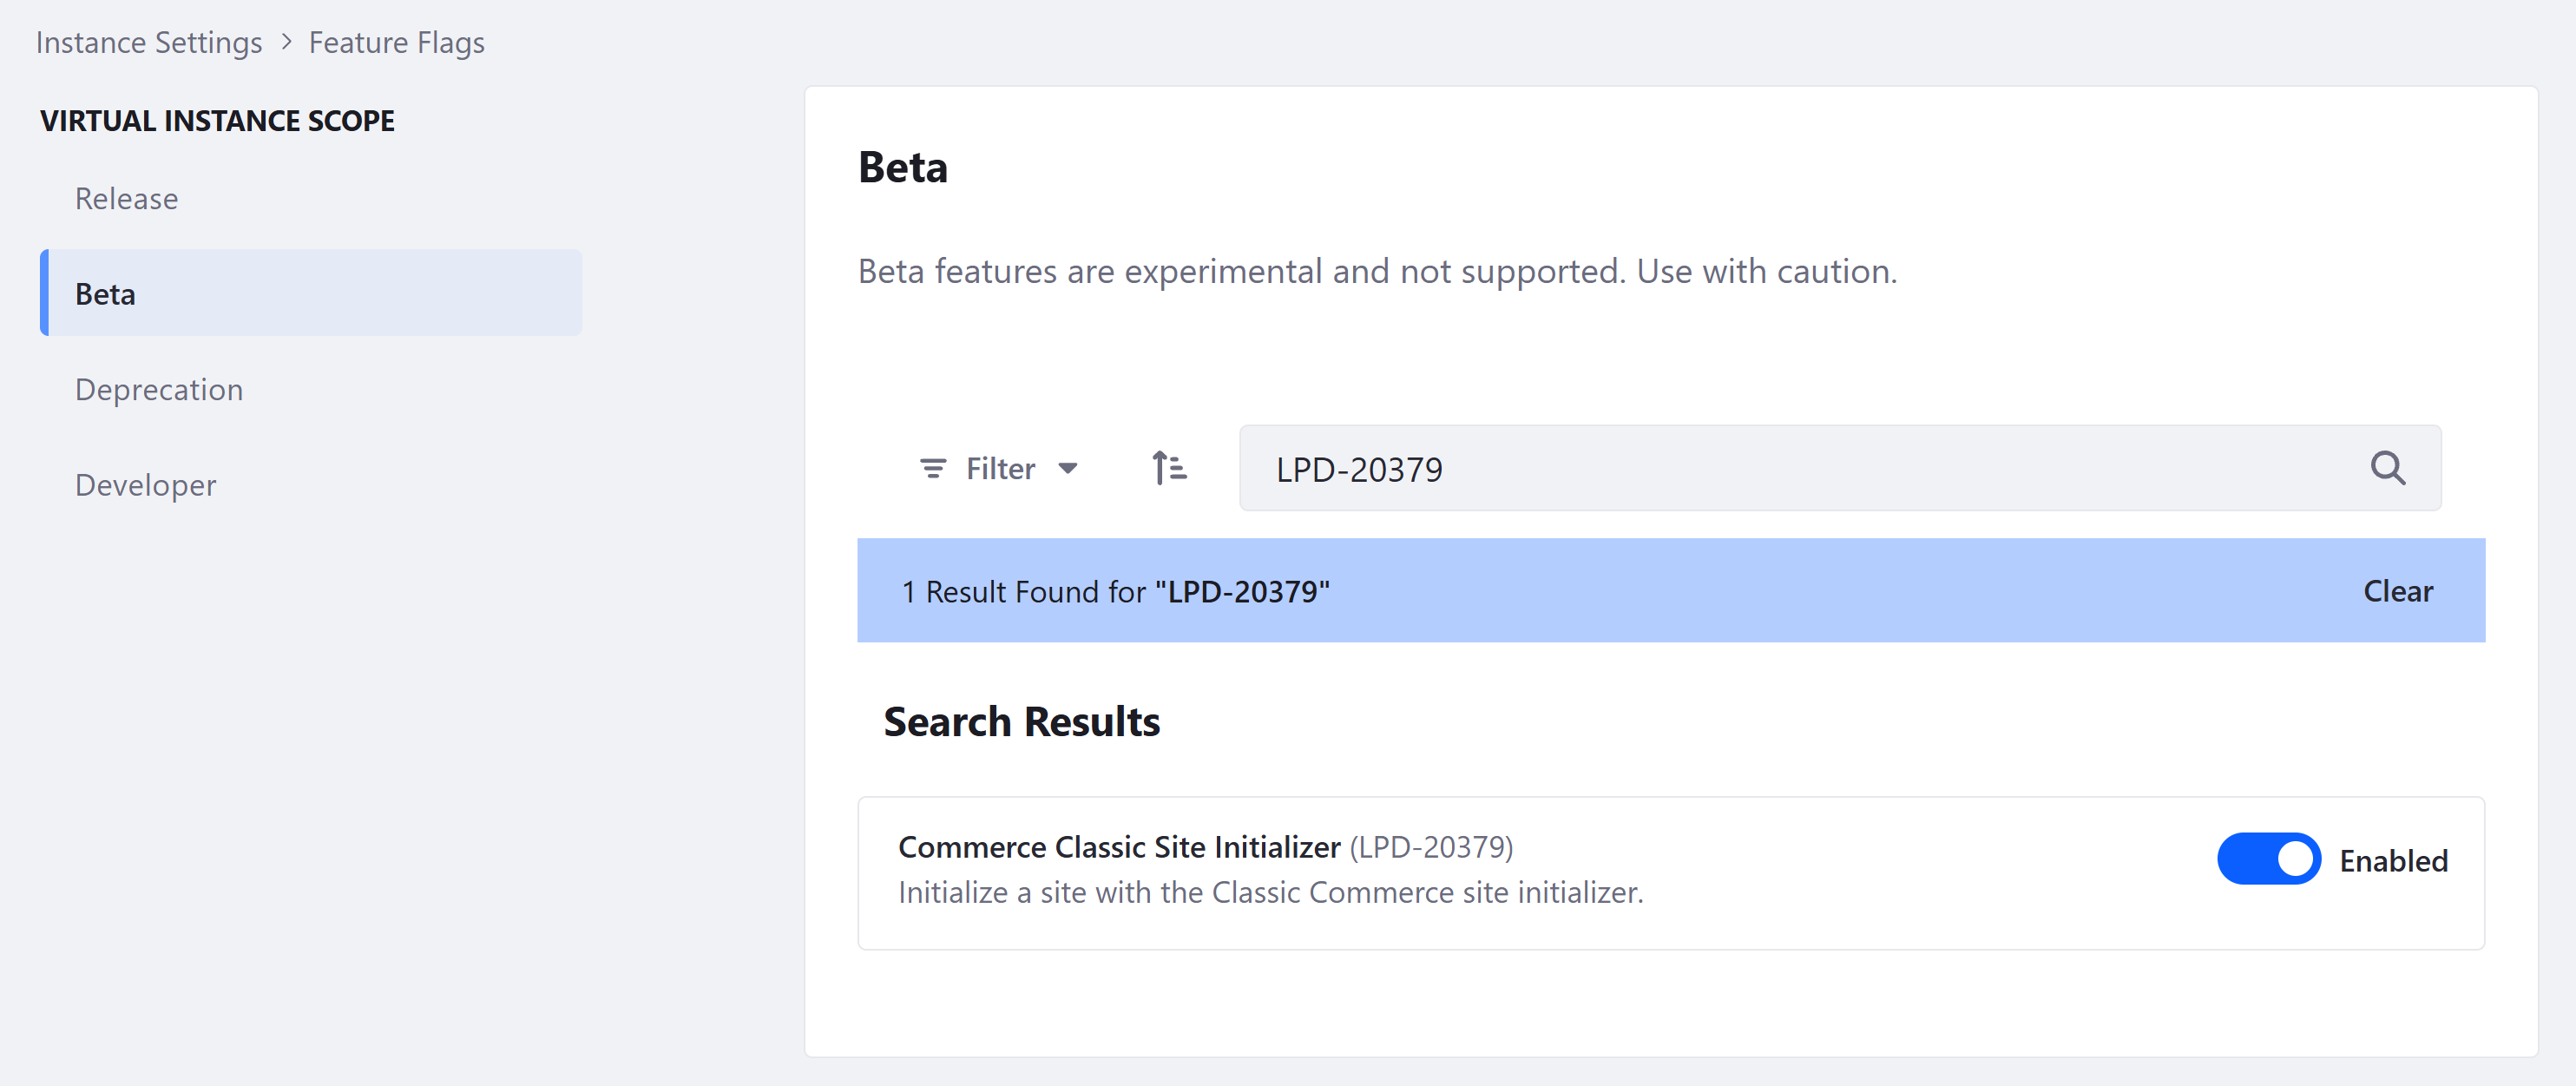 Instance Settings > Feature Flags
VIRTUAL INSTANCE SCOPE
Release
Beta
Deprecation
Developer
Beta
Beta features are experimental and not supported. Use with caution.
Filter
LPD-20379
1 Result Found for "LPD-20379"
Clear
Search Results
Commerce Classic Site Initializer (LPD-20379)
Initialize a site with the Classic Commerce site initializer.
Enabled